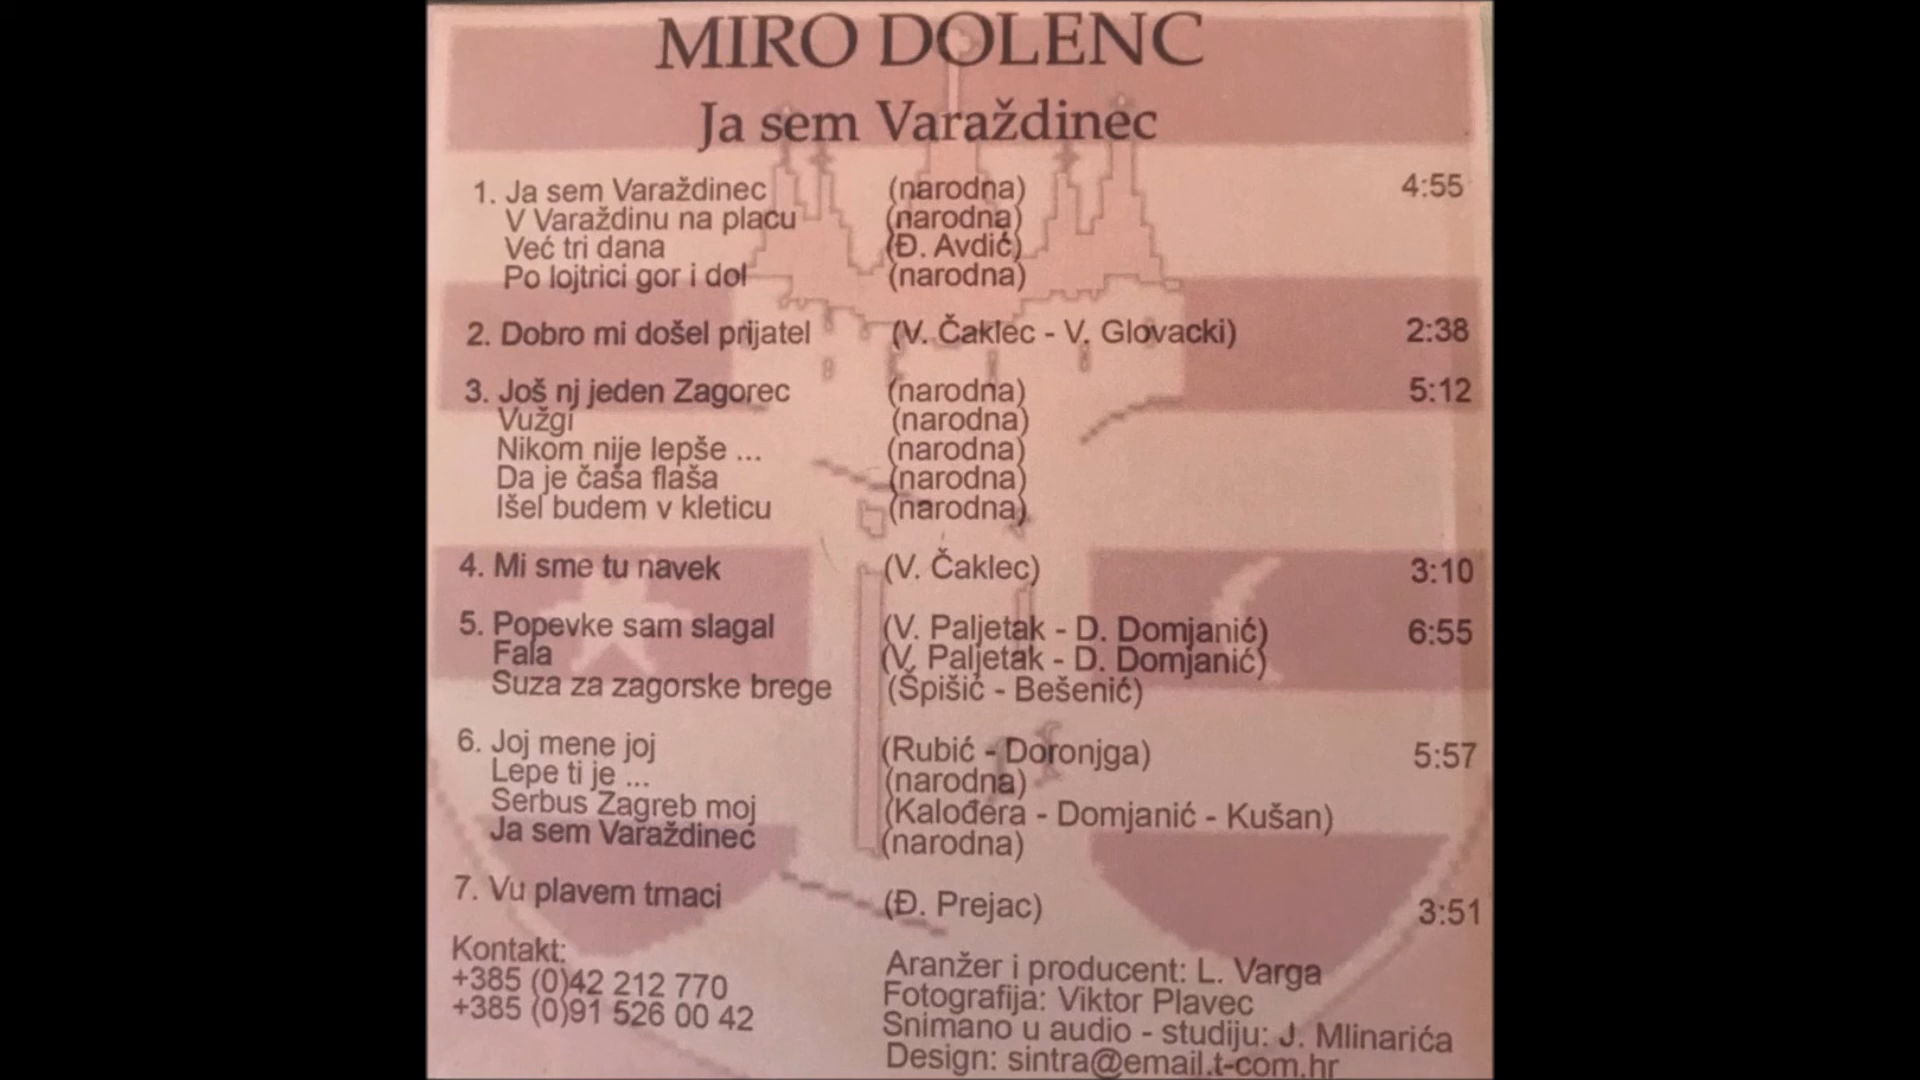 MIRO DOLENC
Ja sem Varaždinec
1. Ja sem Varaždinec (narodna) 4:55
V Varaždinu na placu (narodna)
Već tri dana (Đ. Avdić)
Po lojtrici gor i dol (narodna)
2. Dobro mi došel prijatel (V. Čaklec - V. Glovacki) 2:38
3. Još nj jeden Zagorec (narodna) 5:12
Vužgi (narodna)
Nikom nije lepše ... (narodna)
Da je čaša flaša (narodna)
Išel budem v kleticu (narodna)
4. Mi sme tu navek (V. Čaklec) 3:10
5. Popevke sam slagal (V. Paljetak - D. Domjanić) 6:55
Fala (V. Paljetak - D. Domjanić)
Suza za zagorske brege (Špišić - Bešenić)
6. Joj mene joj (Rubić - Doronjga) 5:57
Lepe ti je ... (narodna)
Serbus Zagreb moj (Kalođera - Domjanić - Kušan)
Ja sem Varaždinec (narodna)
7. Vu plavem trnaci (Đ. Prejac) 3:51
Kontakt:
+385 (0)42 212 770
+385 (0)91 526 00 42
Aranžer i producent: L. Varga
Fotografija: Viktor Plavec
Snimano u audio - studiju: J. Mlinarića
Design: sintra@email.t-com.hr